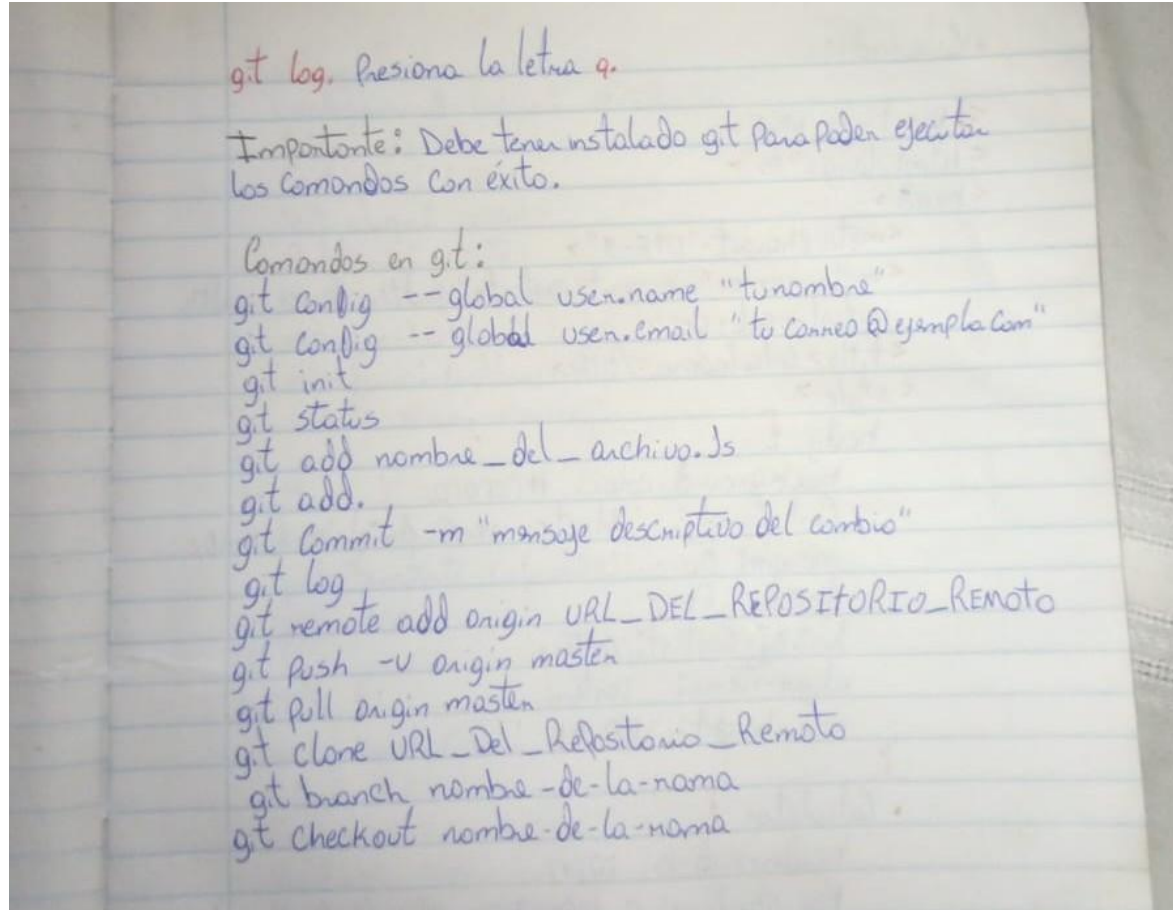 git log. Presiona la letra q.
Importante: Debe tener instalado git Para Poder ejecutar
los Comandos Con éxito.
Comandos en git:
git Config --global user.name "tu nombre"
git Config -- global user.email "tu correo@ejemplo.com"
git init
git status
git add nombre_del_archivo.Js
git add.
git Commit -m "mensaje descriptivo del cambio"
git log
git remote add origin URL_DEL_REPOSITORIO_REMOTO
git Push -U origin master
git Pull origin master
git clone URL_Del_Repositorio_Remoto
git branch nombre-de-la-rama
git checkout nombre-de-la-rama